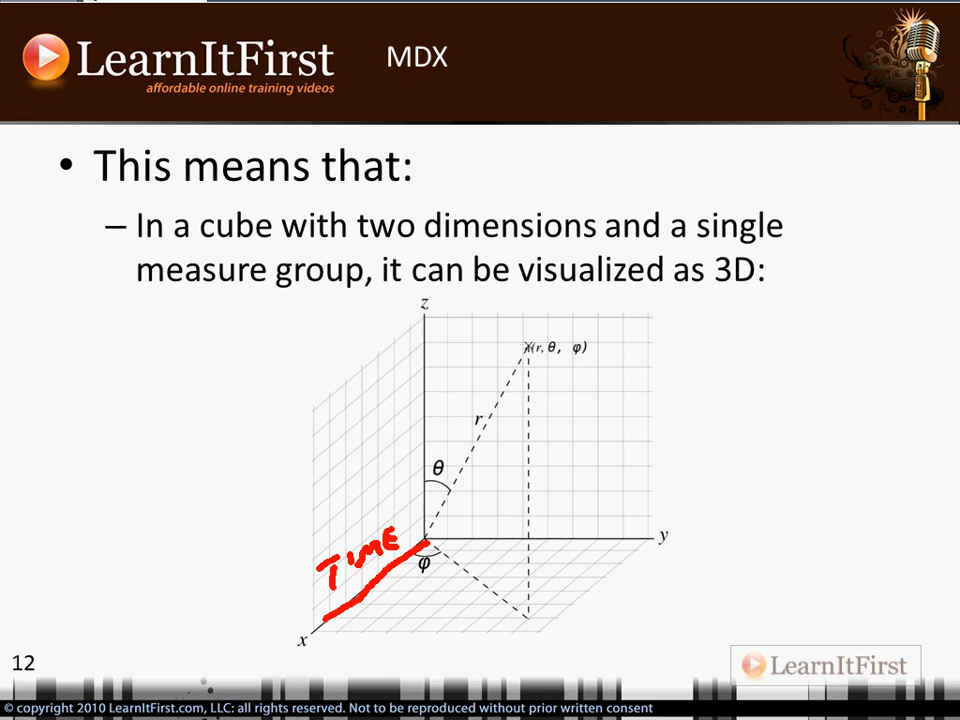 LearnItFirst
affordable online training videos
MDX
• This means that:
– In a cube with two dimensions and a single
measure group, it can be visualized as 3D:
z
(r, θ, φ)
r
θ
TIME
y
φ
x
12
LearnItFirst
© copyright 2010 LearnItFirst.com, LLC: all rights reserved. Not to be reproduced without prior written consent